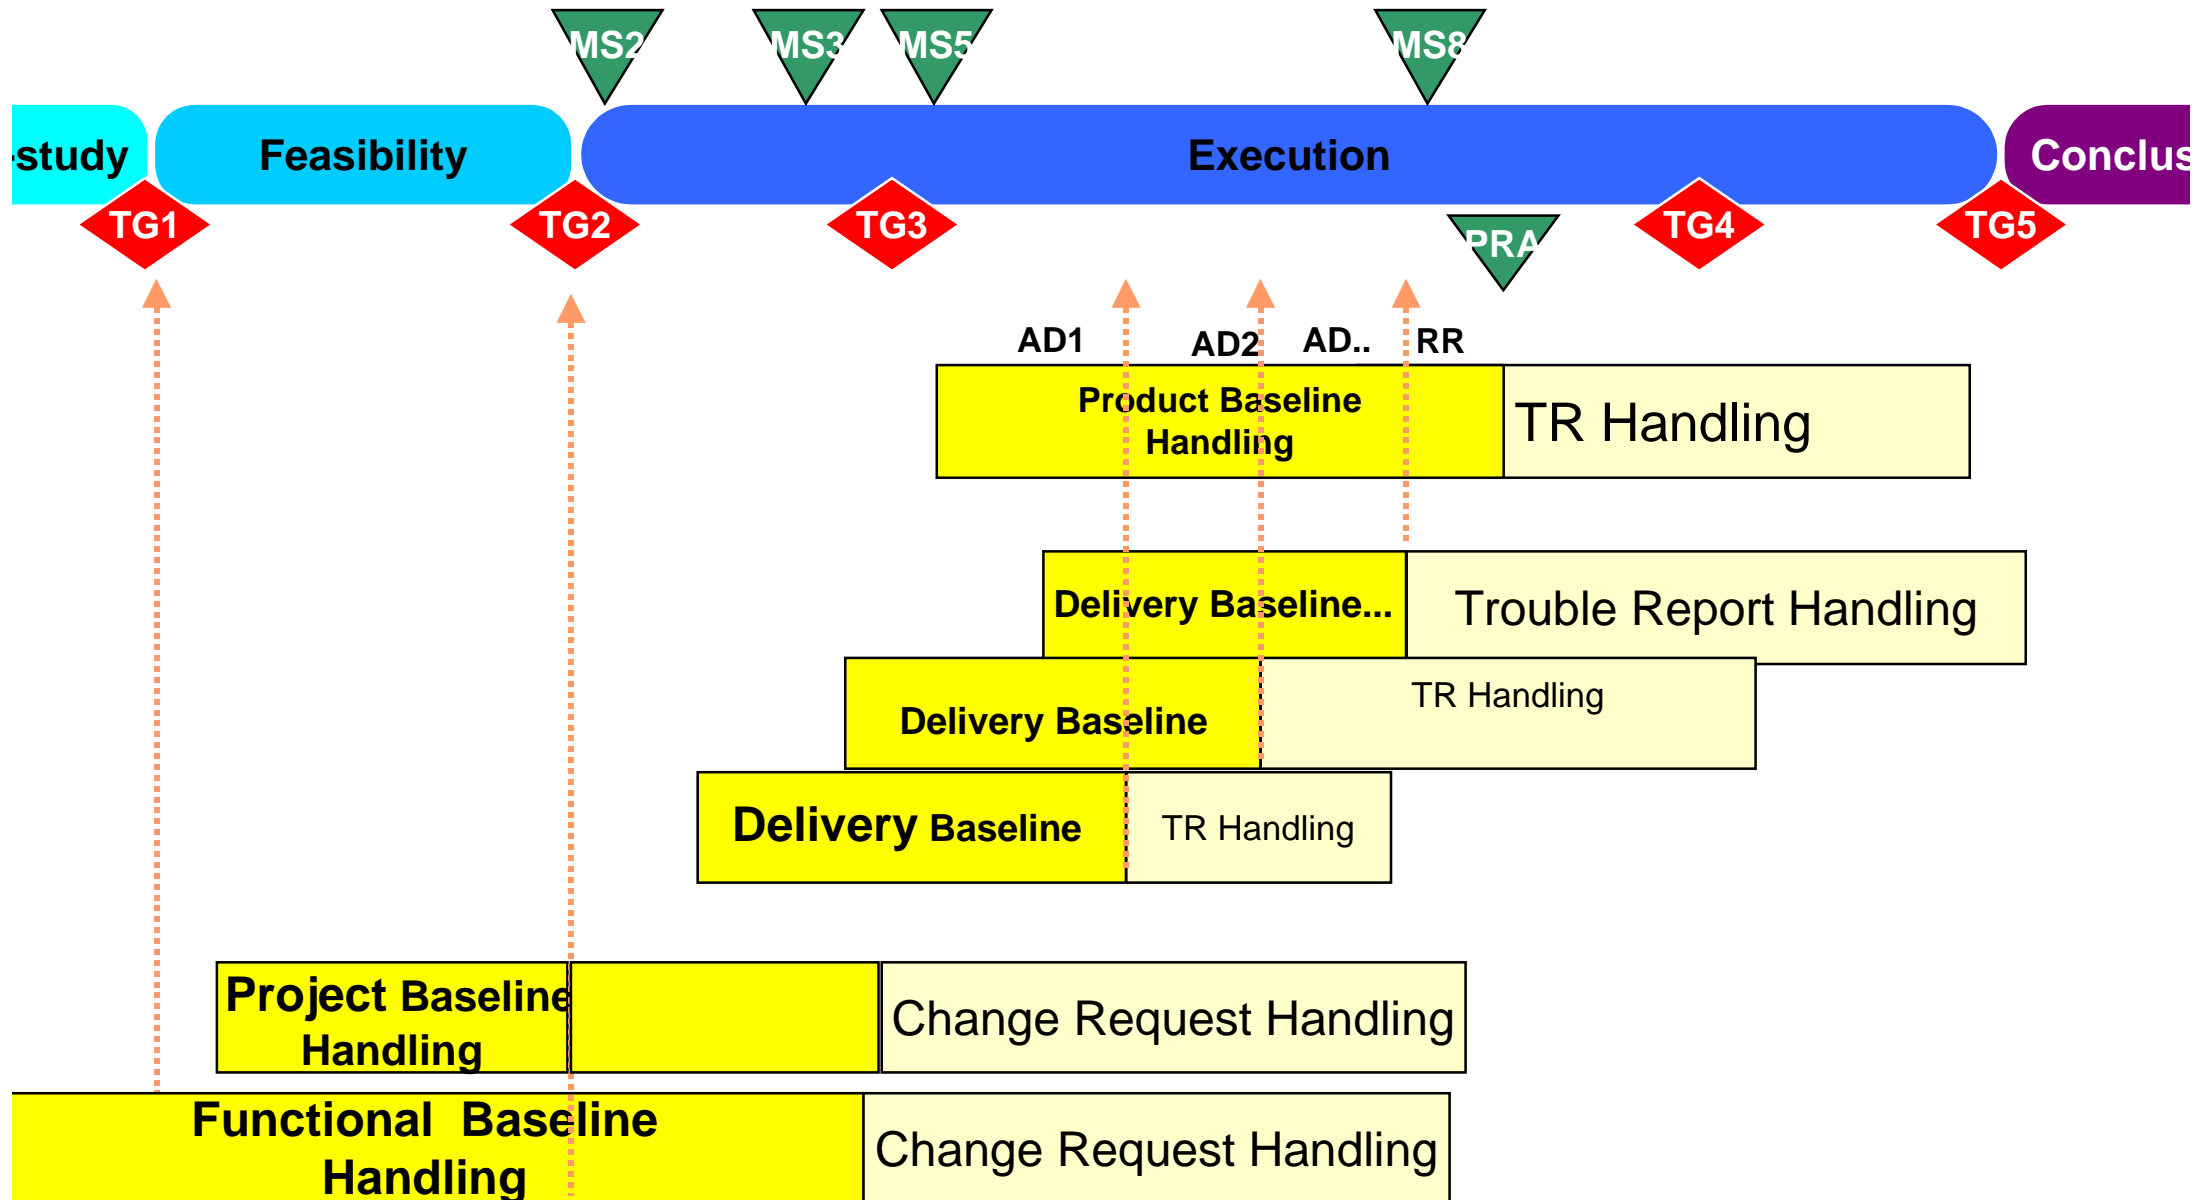 MS2
MS3
MS5
MS8
-study
Feasibility
Execution
Conclus
TG1
TG2
TG3
TG4
TG5
PRA
AD1
AD2
AD..
RR
Product Baseline
Handling
TR Handling
Delivery Baseline...
Trouble Report Handling
Delivery Baseline
TR Handling
Delivery Baseline
TR Handling
Project Baseline
Handling
Change Request Handling
Functional Baseline
Handling
Change Request Handling